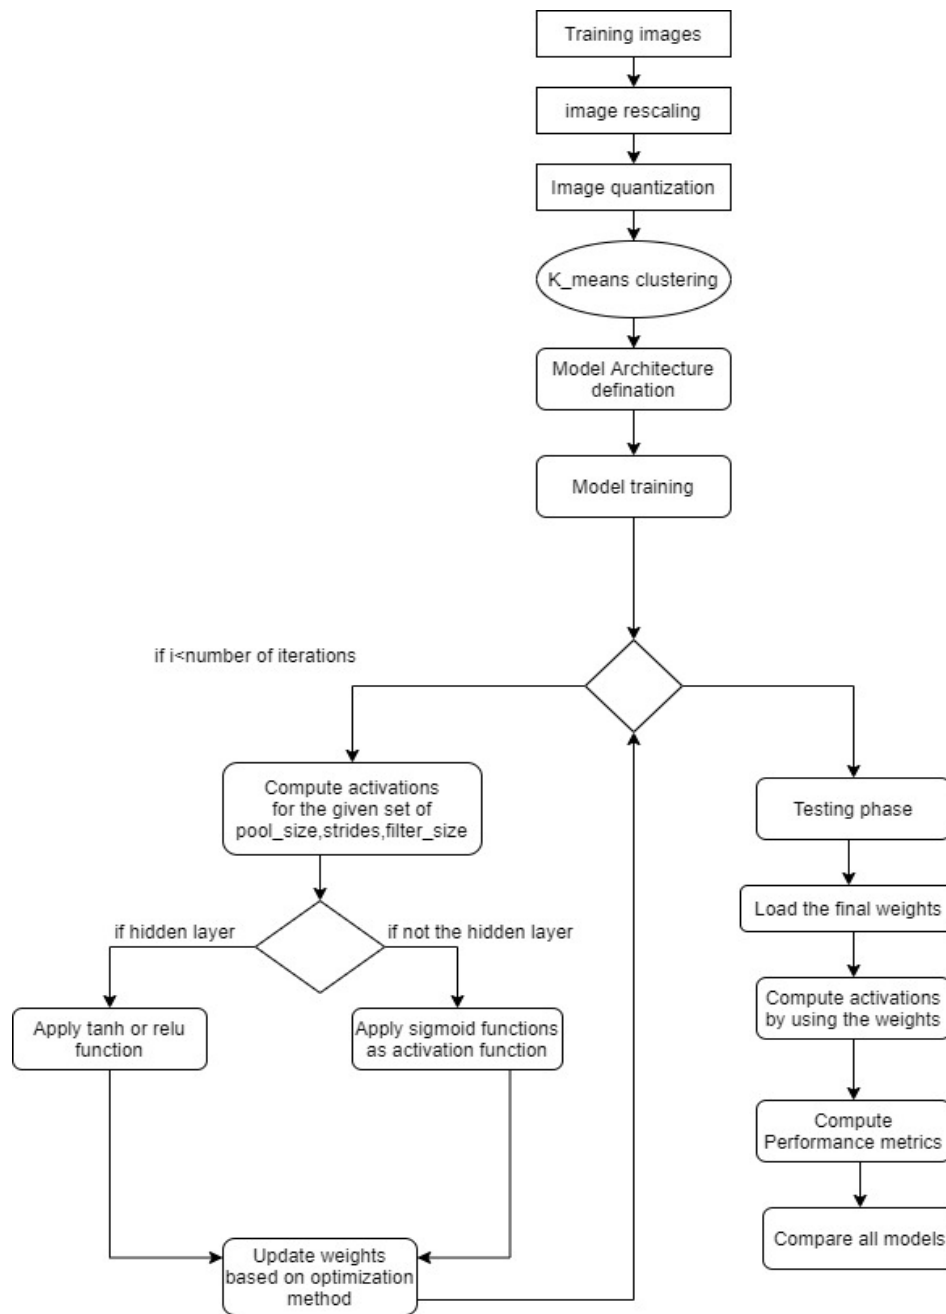 Training images
image rescaling
Image quantization
K_means clustering
Model Architecture
defination
Model training
if i<number of iterations
Compute activations
for the given set of
pool_size,strides,filter_size
if hidden layer
if not the hidden layer
Apply tanh or relu
function
Apply sigmoid functions
as activation function
Update weights
based on optimization
method
Testing phase
Load the final weights
Compute activations
by using the weights
Compute
Performance metrics
Compare all models